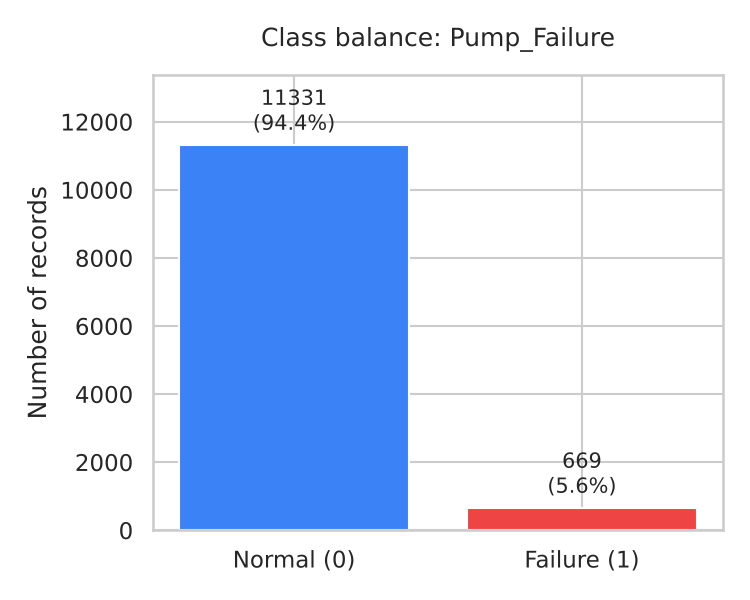 Class balance: Pump_Failure
11331
(94.4%)
12000
10000
8000
6000
4000
2000
0
669
(5.6%)
Number of records
Normal (0)
Failure (1)